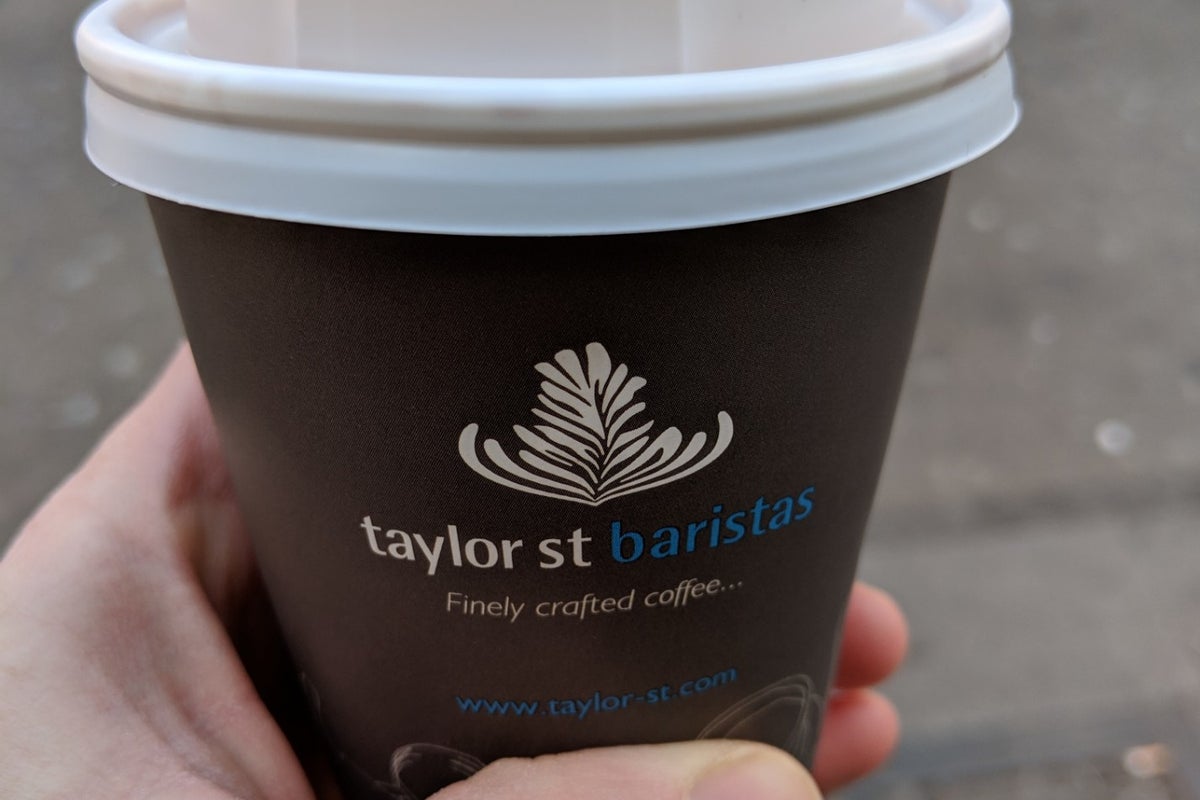 taylor st baristas
Finely crafted coffee...
www.taylor-st.com